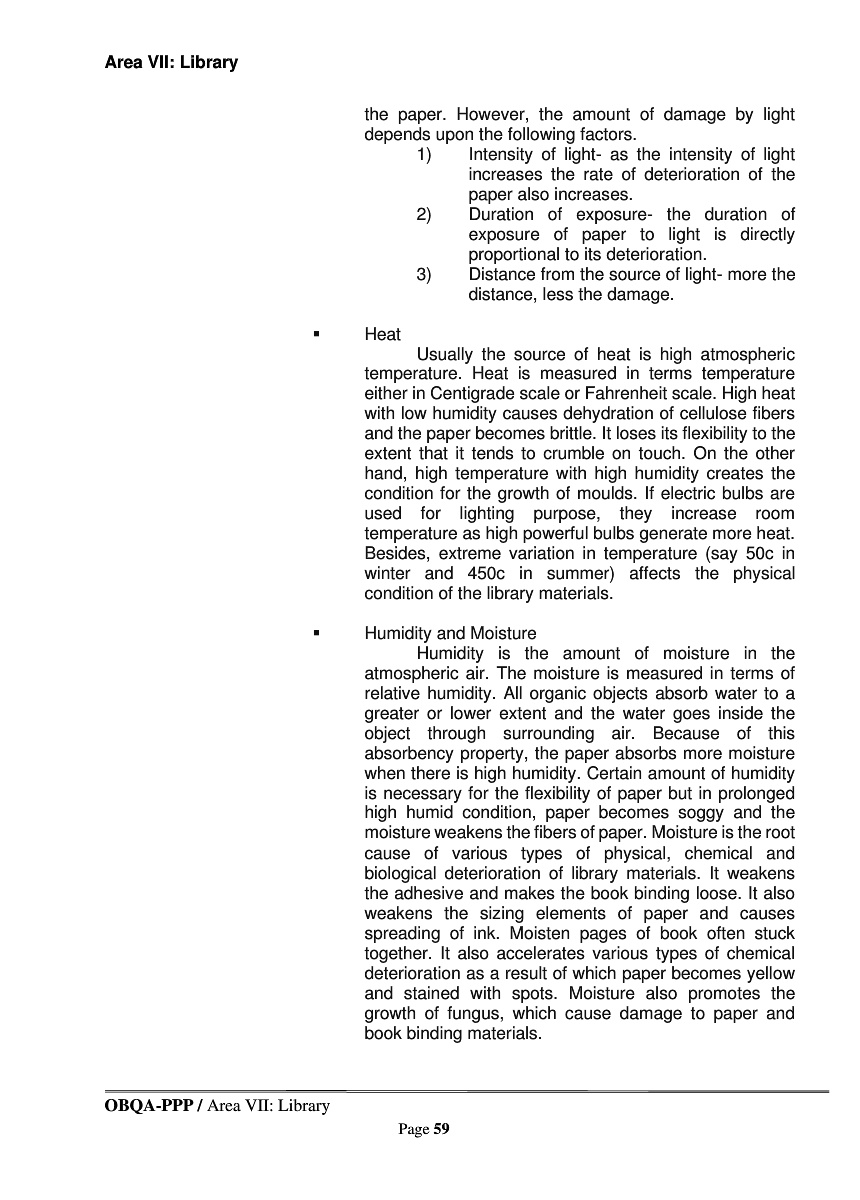 Area VII: Library
the paper. However, the amount of damage by light
depends upon the following factors.
1) Intensity of light- as the intensity of light
increases the rate of deterioration of the
paper also increases.
2) Duration of exposure- the duration of
exposure of paper to light is directly
proportional to its deterioration.
3) Distance from the source of light- more the
distance, less the damage.
▪ Heat
Usually the source of heat is high atmospheric
temperature. Heat is measured in terms temperature
either in Centigrade scale or Fahrenheit scale. High heat
with low humidity causes dehydration of cellulose fibers
and the paper becomes brittle. It loses its flexibility to the
extent that it tends to crumble on touch. On the other
hand, high temperature with high humidity creates the
condition for the growth of moulds. If electric bulbs are
used for lighting purpose, they increase room
temperature as high powerful bulbs generate more heat.
Besides, extreme variation in temperature (say 50c in
winter and 450c in summer) affects the physical
condition of the library materials.
▪ Humidity and Moisture
Humidity is the amount of moisture in the
atmospheric air. The moisture is measured in terms of
relative humidity. All organic objects absorb water to a
greater or lower extent and the water goes inside the
object through surrounding air. Because of this
absorbency property, the paper absorbs more moisture
when there is high humidity. Certain amount of humidity
is necessary for the flexibility of paper but in prolonged
high humid condition, paper becomes soggy and the
moisture weakens the fibers of paper. Moisture is the root
cause of various types of physical, chemical and
biological deterioration of library materials. It weakens
the adhesive and makes the book binding loose. It also
weakens the sizing elements of paper and causes
spreading of ink. Moisten pages of book often stuck
together. It also accelerates various types of chemical
deterioration as a result of which paper becomes yellow
and stained with spots. Moisture also promotes the
growth of fungus, which cause damage to paper and
book binding materials.
OBQA-PPP / Area VII: Library
Page 59